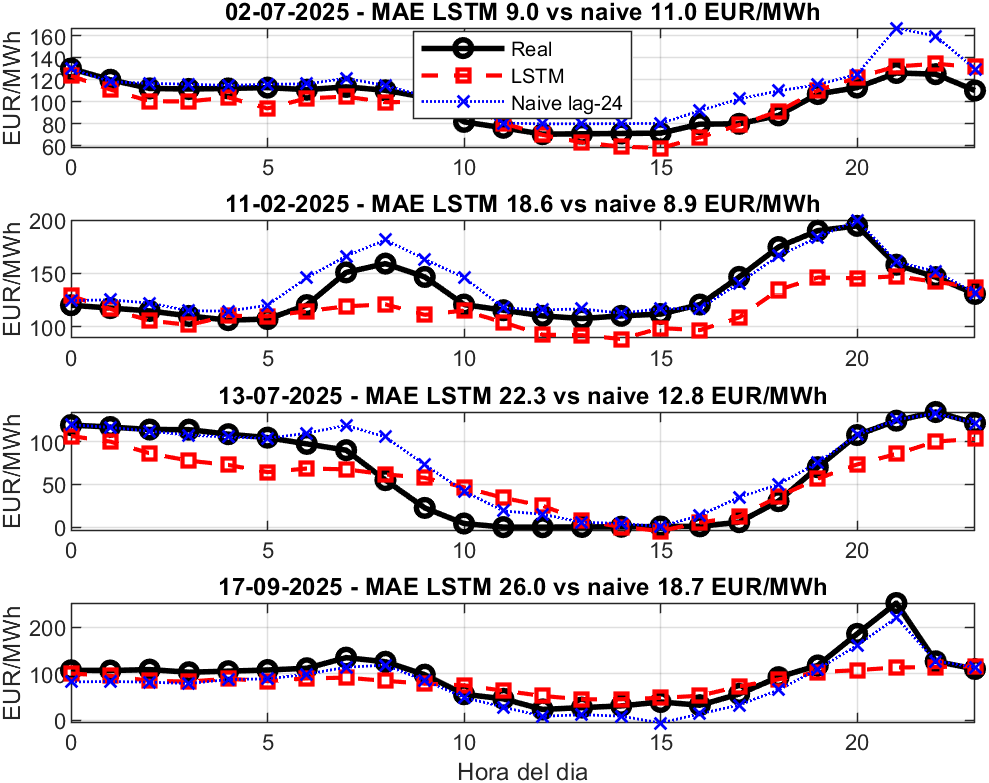 02-07-2025 - MAE LSTM 9.0 vs naive 11.0 EUR/MWh
EUR/MWh
160
140
120
100
80
60
0 5 10 15 20
Real
LSTM
Naive lag-24
11-02-2025 - MAE LSTM 18.6 vs naive 8.9 EUR/MWh
EUR/MWh
200
150
100
0 5 10 15 20
13-07-2025 - MAE LSTM 22.3 vs naive 12.8 EUR/MWh
EUR/MWh
100
50
0
0 5 10 15 20
17-09-2025 - MAE LSTM 26.0 vs naive 18.7 EUR/MWh
EUR/MWh
200
100
0
0 5 10 15 20
Hora del dia